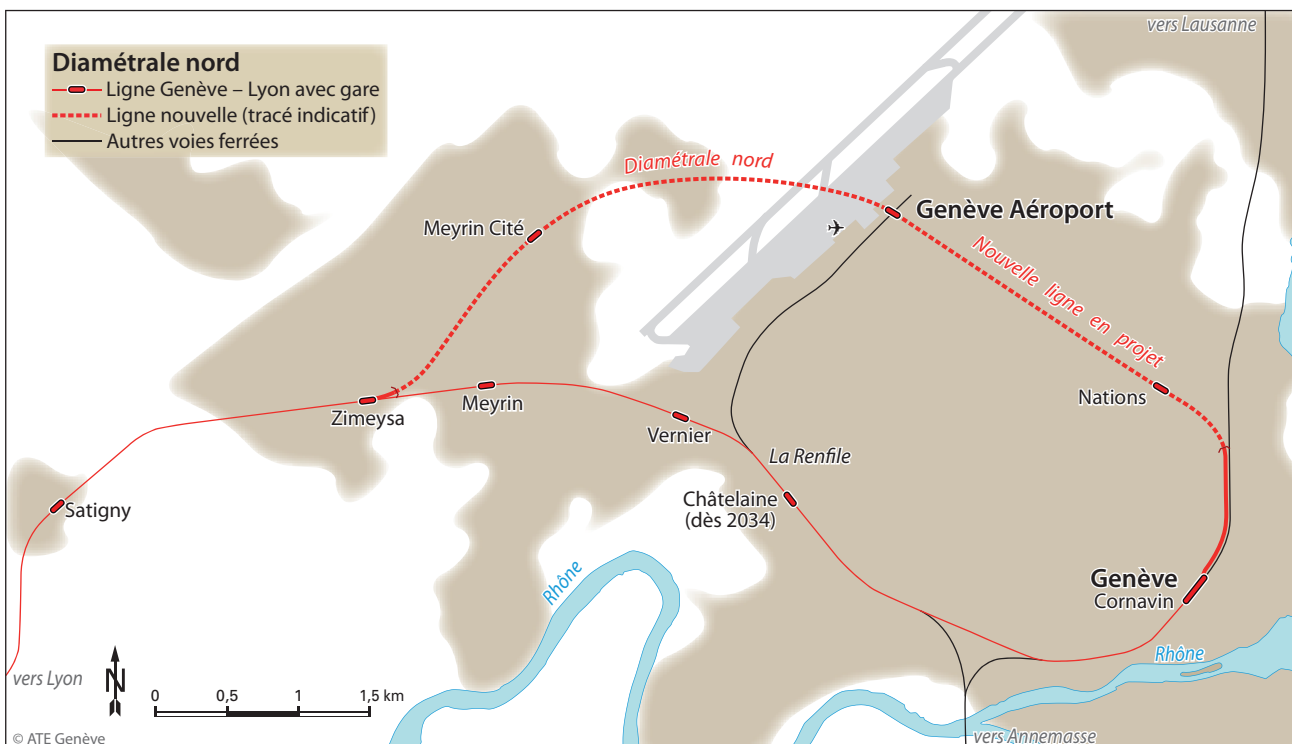 vers Lausanne
Diamétrale nord
Ligne Genève – Lyon avec gare
Ligne nouvelle (tracé indicatif)
Autres voies ferrées
Diamétrale nord
Genève Aéroport
Meyrin Cité
Nouvelle ligne en projet
Nations
Zimeysa
Meyrin
Vernier
La Renfile
Châtelaine
(dès 2034)
Satigny
Genève
Cornavin
Rhône
Rhône
vers Lyon
N
0 0,5 1 1,5 km
vers Annemasse
© ATE Genève